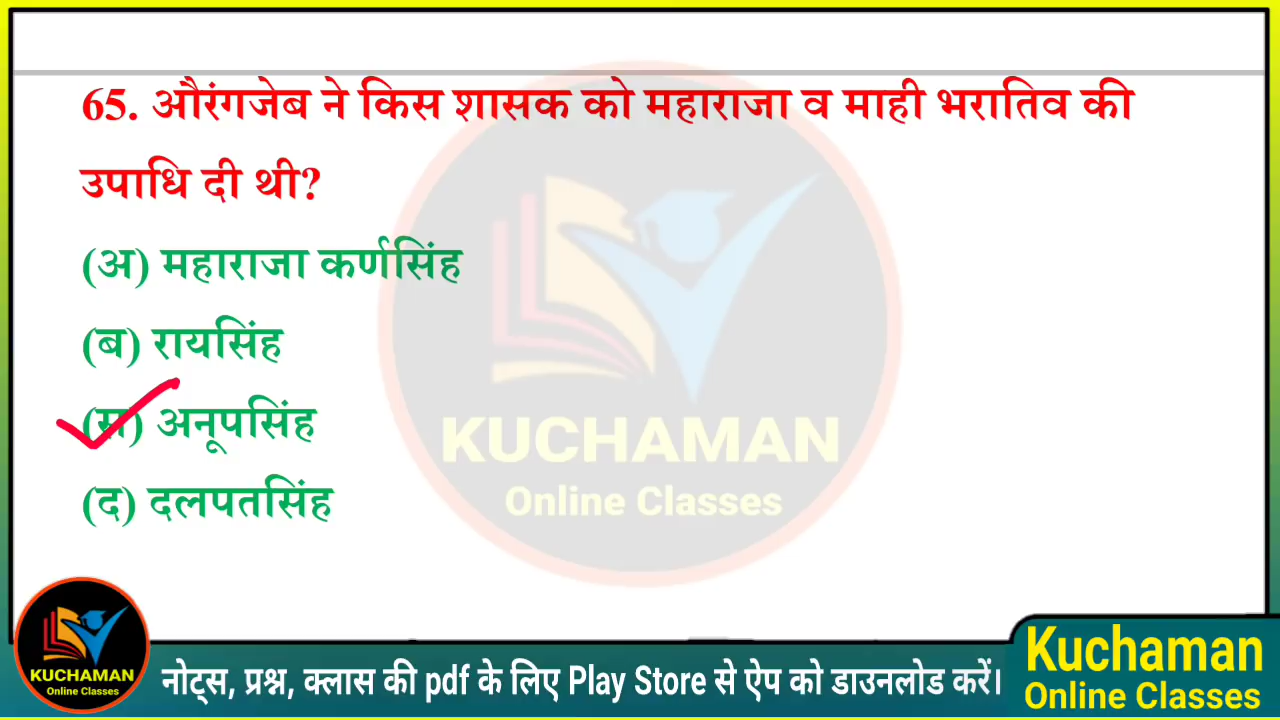 65. औरंगजेब ने किस शासक को महाराजा व माही भरातिव की
उपाधि दी थी?
(अ) महाराजा कर्णसिंह
(ब) रायसिंह
(स) अनूपसिंह
(द) दलपतसिंह
KUCHAMAN
Online Classes
KUCHAMAN
Online Classes
नोट्स, प्रश्न, क्लास की pdf के लिए Play Store से ऐप को डाउनलोड करें।
Kuchaman
Online Classes